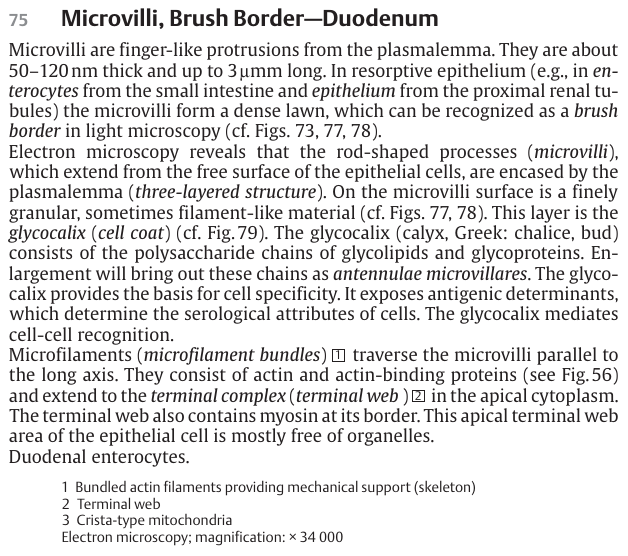 75 Microvilli, Brush Border—Duodenum
Microvilli are finger-like protrusions from the plasmalemma. They are about
50–120 nm thick and up to 3 µmm long. In resorptive epithelium (e.g., in en-
terocytes from the small intestine and epithelium from the proximal renal tu-
bules) the microvilli form a dense lawn, which can be recognized as a brush
border in light microscopy (cf. Figs. 73, 77, 78).
Electron microscopy reveals that the rod-shaped processes (microvilli),
which extend from the free surface of the epithelial cells, are encased by the
plasmalemma (three-layered structure). On the microvilli surface is a finely
granular, sometimes filament-like material (cf. Figs. 77, 78). This layer is the
glycocalix (cell coat) (cf. Fig. 79). The glycocalix (calyx, Greek: chalice, bud)
consists of the polysaccharide chains of glycolipids and glycoproteins. En-
largement will bring out these chains as antennulae microvillares. The glyco-
calix provides the basis for cell specificity. It exposes antigenic determinants,
which determine the serological attributes of cells. The glycocalix mediates
cell-cell recognition.
Microfilaments (microfilament bundles) 1 traverse the microvilli parallel to
the long axis. They consist of actin and actin-binding proteins (see Fig. 56)
and extend to the terminal complex (terminal web ) 2 in the apical cytoplasm.
The terminal web also contains myosin at its border. This apical terminal web
area of the epithelial cell is mostly free of organelles.
Duodenal enterocytes.
1 Bundled actin filaments providing mechanical support (skeleton)
2 Terminal web
3 Crista-type mitochondria
Electron microscopy; magnification: × 34 000